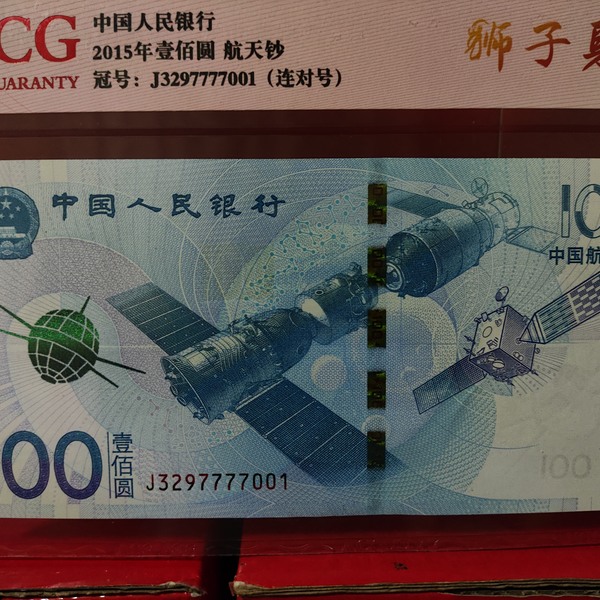 CG
中国人民银行
2015年壹佰圆 航天钞
UARANTY
冠号：J3297777001（连对号）
狮子
中国人民银行
10
中国航
00
壹佰圆
J3297777001
100